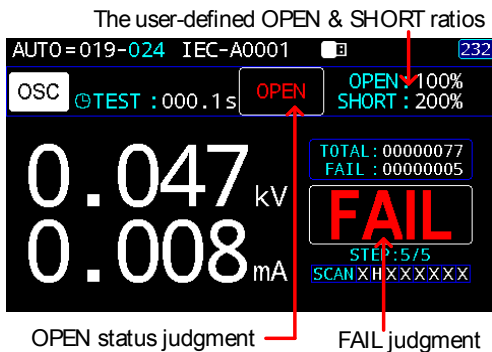 The user-defined OPEN & SHORT ratios
AUTO=019-024 IEC-A0001 232
OSC TEST:000.1s OPEN OPEN:100%
SHORT:200%
0.047 kV
0.008 mA
TOTAL:00000077
FAIL:00000005
FAIL
STEP:5/5
SCAN XHXXXXXX
OPEN status judgment
FAIL judgment